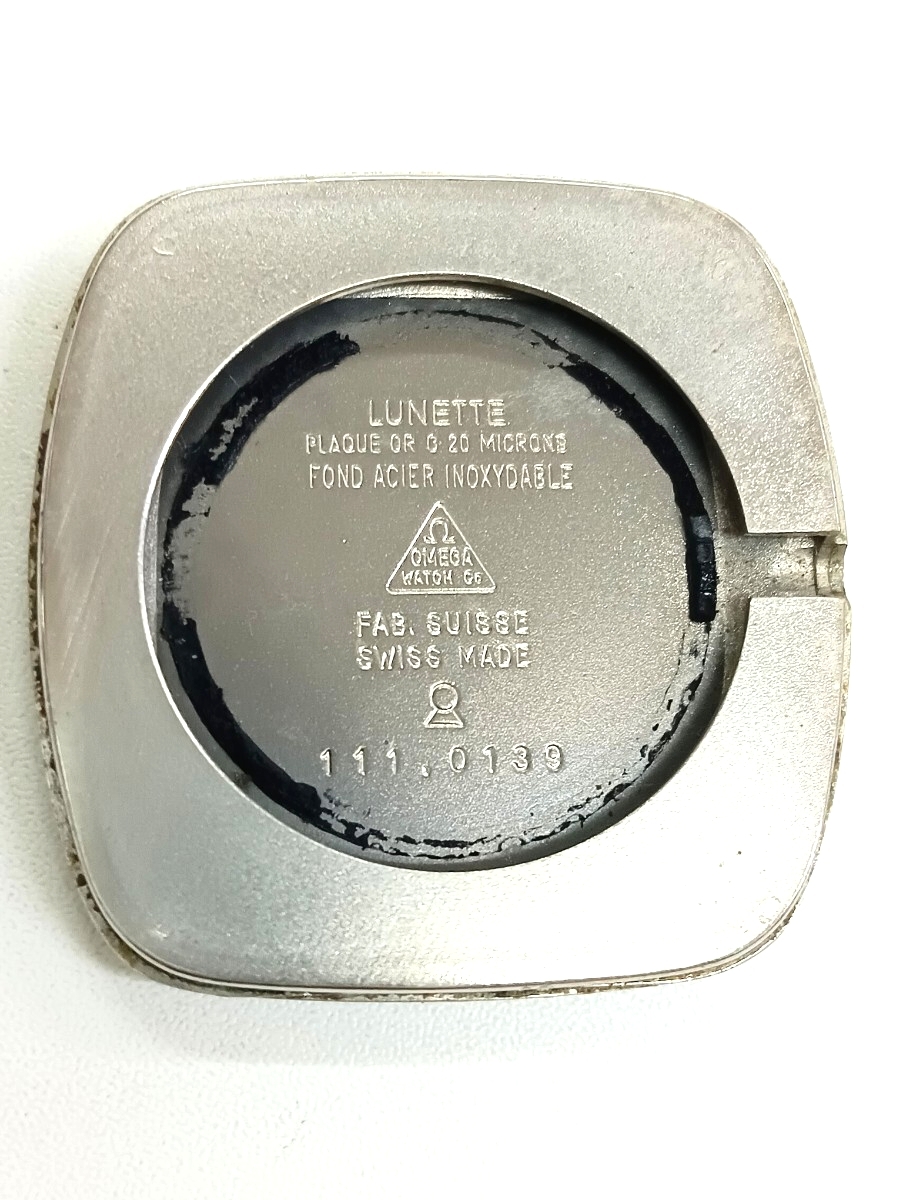 LUNETTE
PLAQUE OR G 20 MICRONS
FOND ACIER INOXYDABLE
Ω
OMEGA
WATCH Co
FAB. SUISSE
SWISS MADE
111.0139